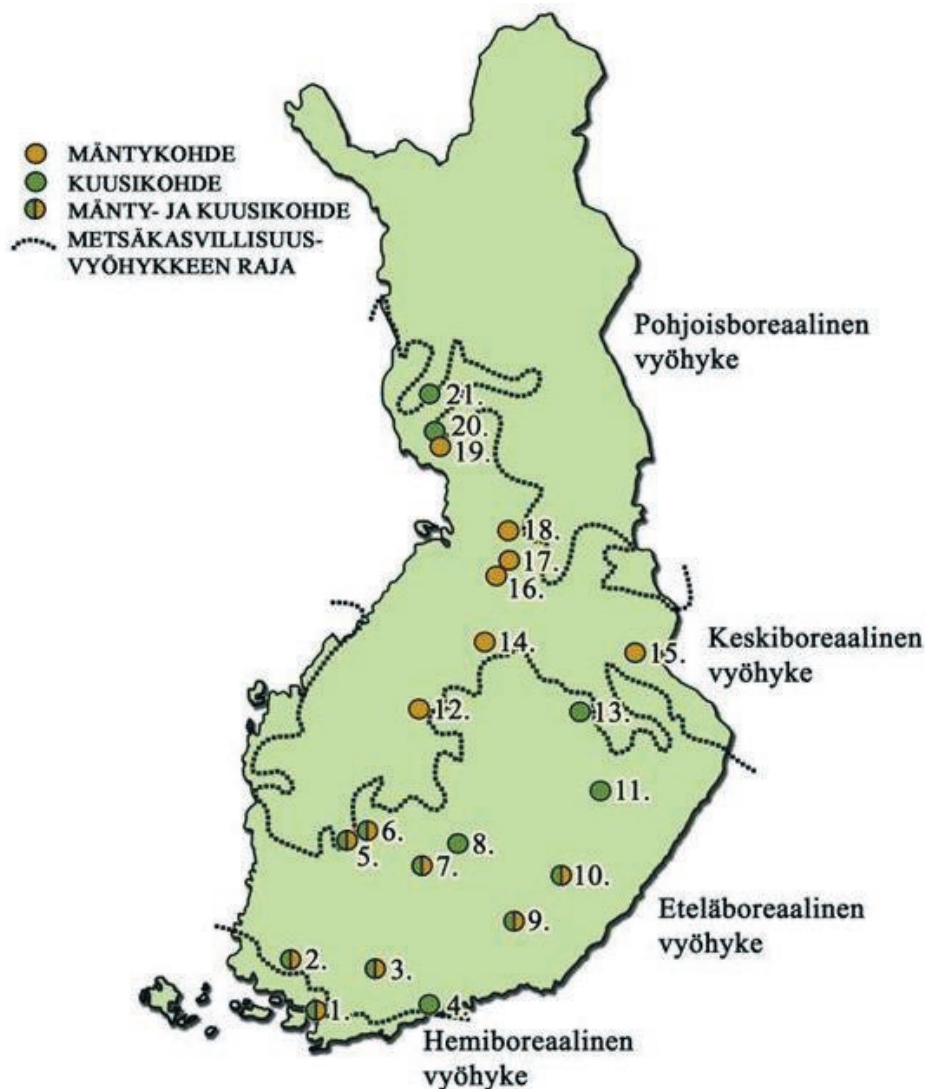 MÄNTYKOHDE
KUUSIKOHDE
MÄNTY- JA KUUSIKOHDE
METSÄKASVILLISUUS-
VYÖHYKKEEN RAJA
Pohjoisboreaalinen
vyöhyke
21.
20.
19.
18.
17.
16.
14.
15.
Keskiboreaalinen
vyöhyke
12.
13.
11.
6.
5.
8.
7.
10.
9.
Eteläboreaalinen
vyöhyke
2.
3.
1.
4.
Hemiboreaalinen
vyöhyke